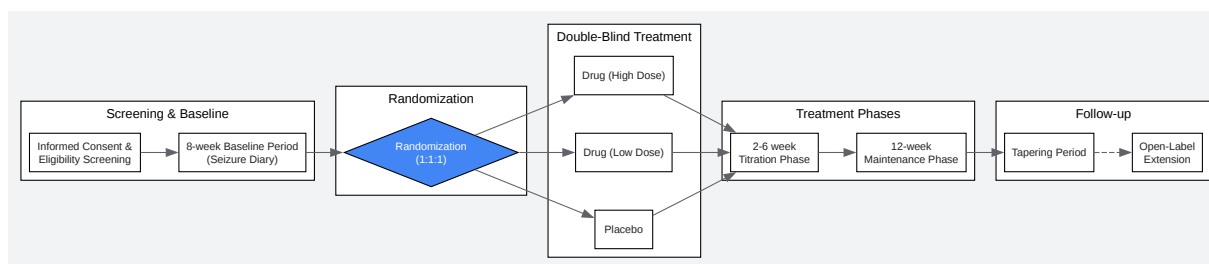 Screening & Baseline
Informed Consent &
Eligibility Screening
8-week Baseline Period
(Seizure Diary)
Randomization
Randomization
(1:1:1)
Double-Blind Treatment
Drug (High Dose)
Drug (Low Dose)
Placebo
Treatment Phases
2-6 week
Titration Phase
12-week
Maintenance Phase
Follow-up
Tapering Period
Open-Label
Extension